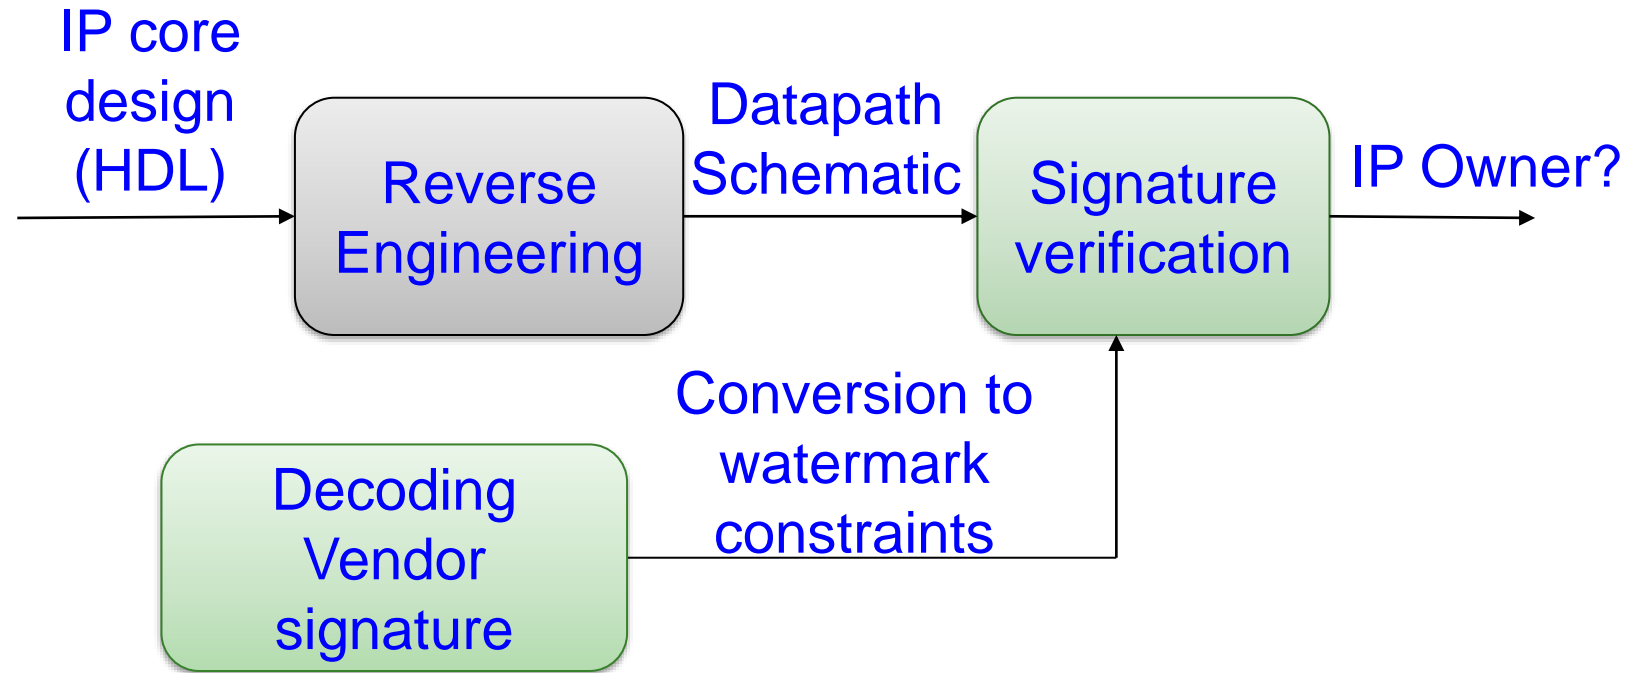 IP core
design
(HDL)
Reverse
Engineering
Datapath
Schematic
Signature
verification
IP Owner?
Conversion to
watermark
constraints
Decoding
Vendor
signature